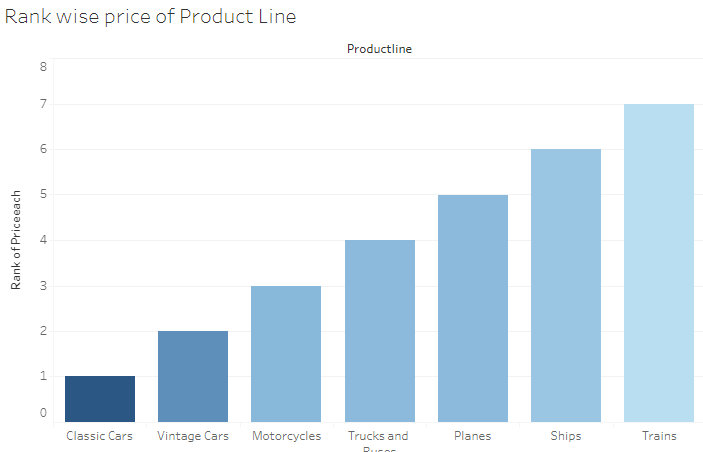 Rank wise price of Product Line
Productline
8
7
6
5
4
3
2
1
0
Rank of Priceeach
Classic Cars
Vintage Cars
Motorcycles
Trucks and
Buses
Planes
Ships
Trains